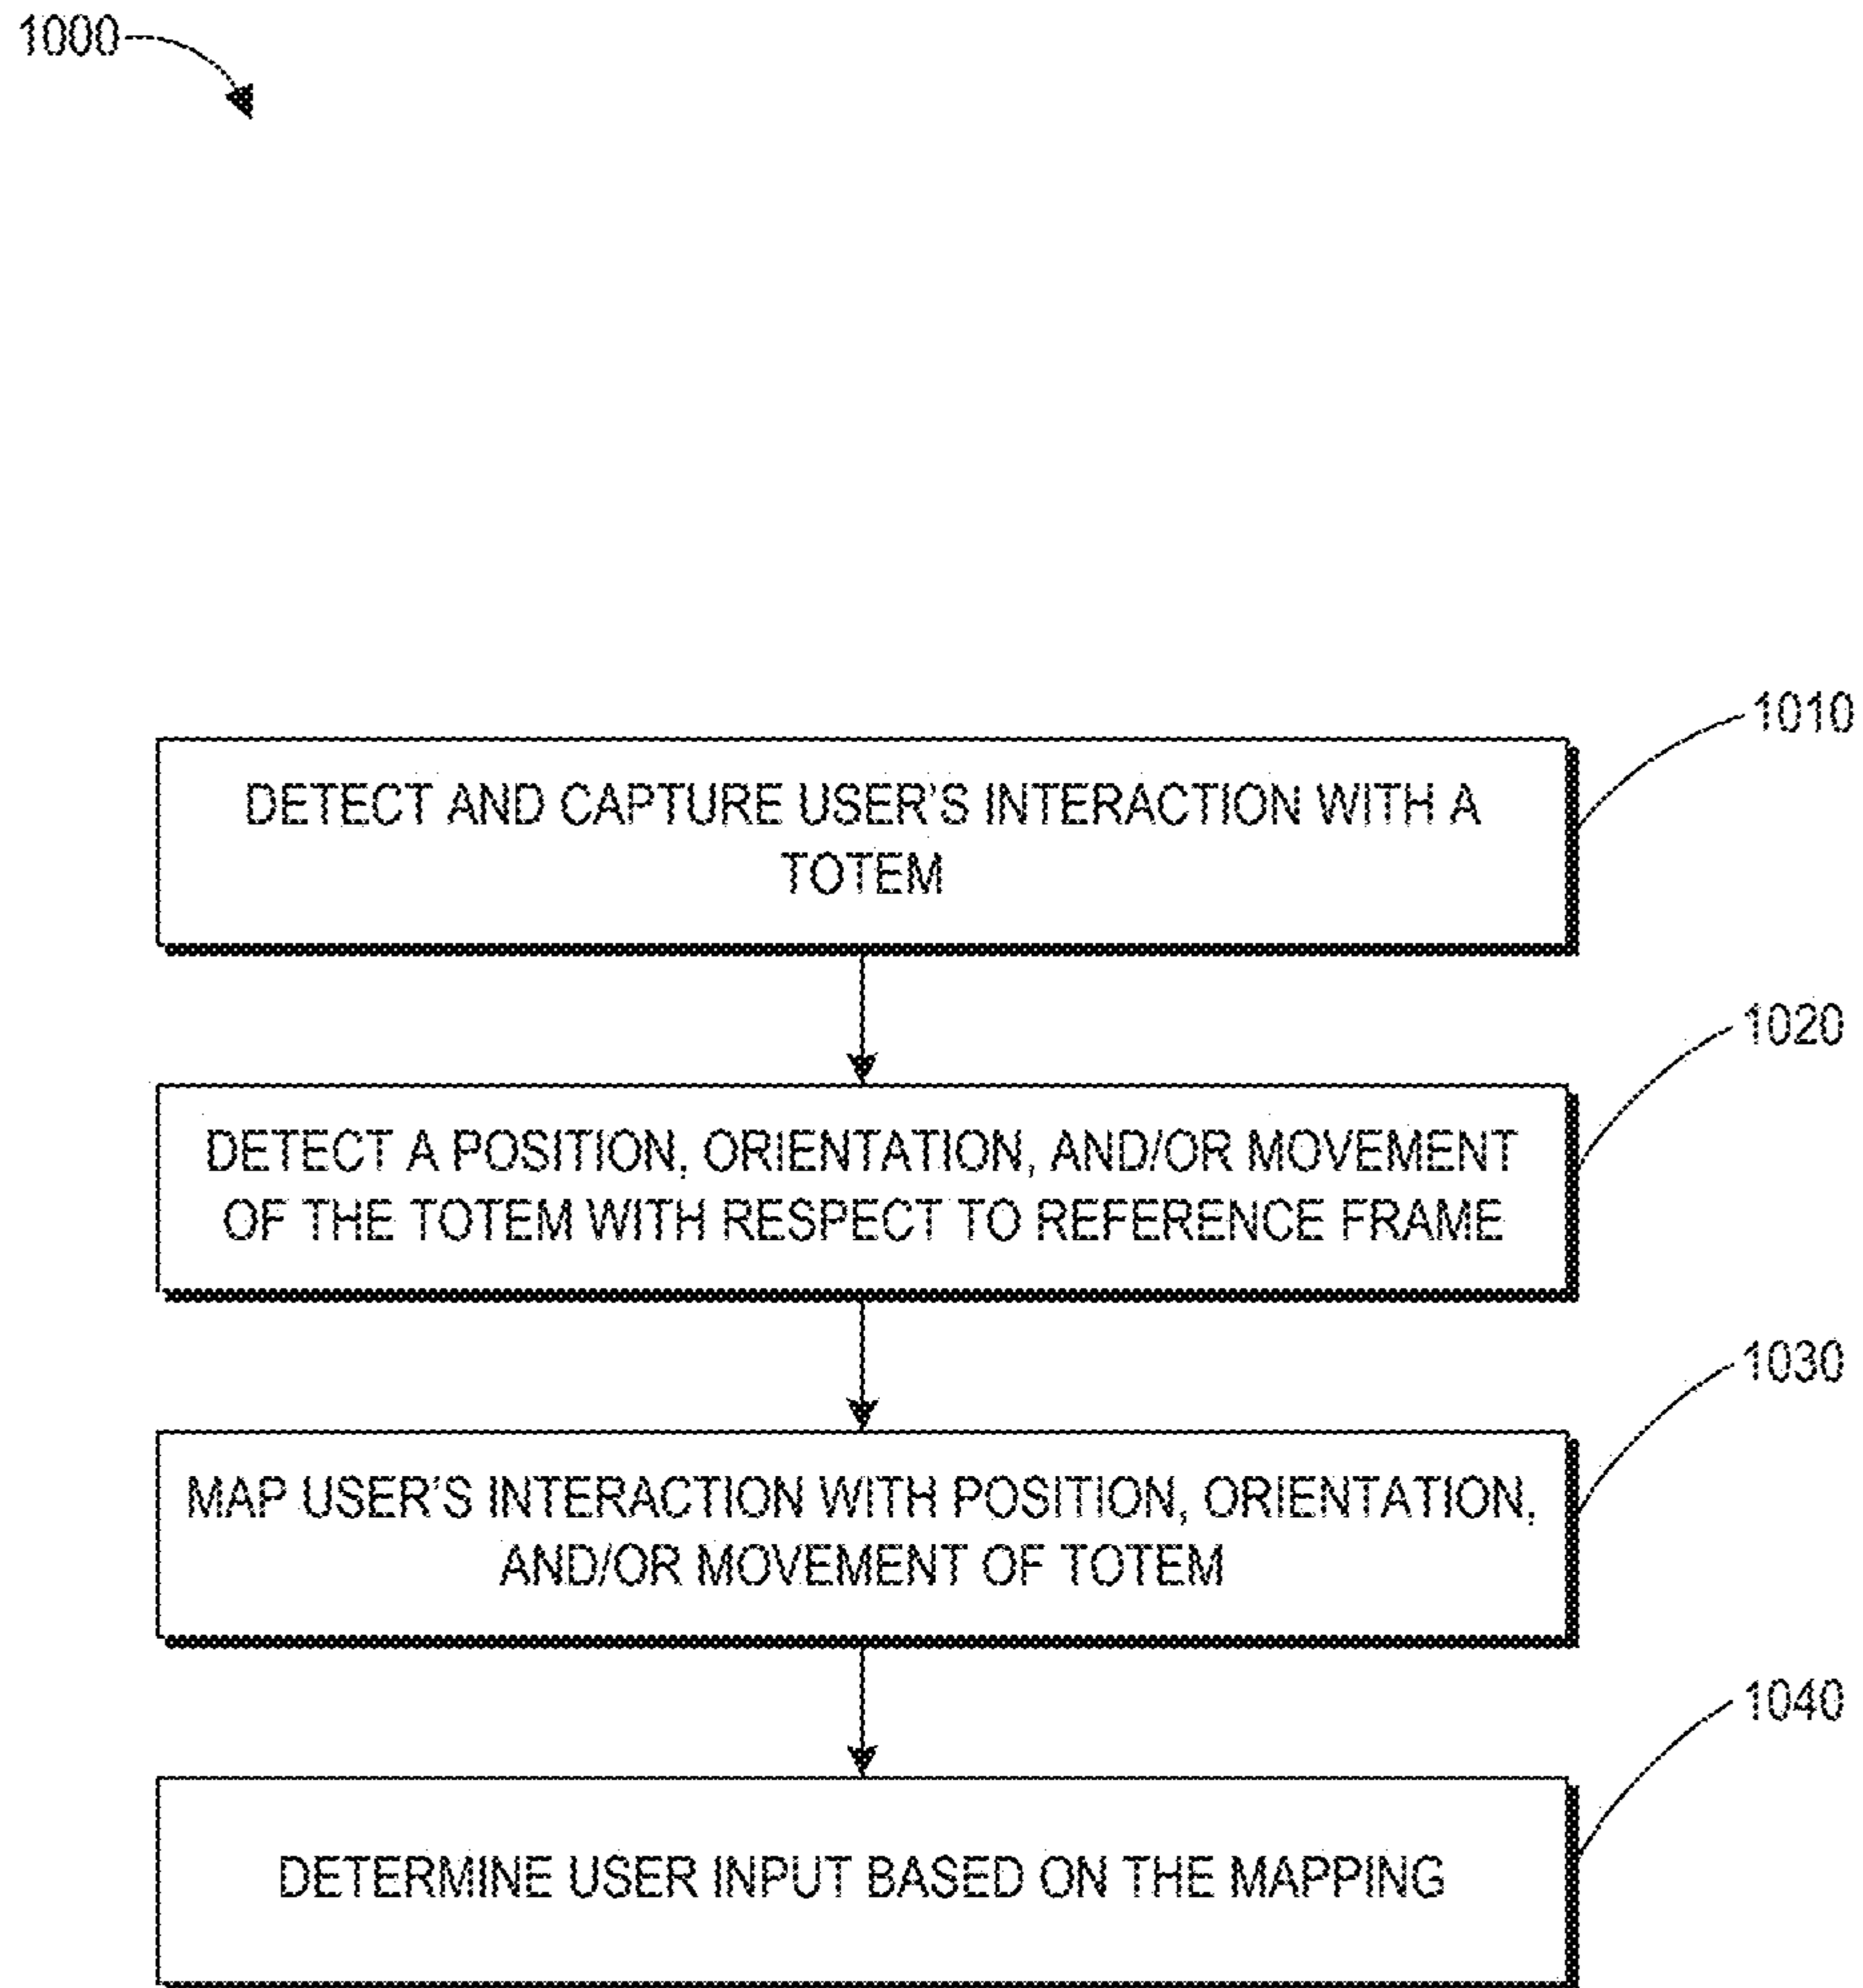 1000
1010
DETECT AND CAPTURE USER'S INTERACTION WITH A
TOTEM
1020
DETECT A POSITION, ORIENTATION, AND/OR MOVEMENT
OF THE TOTEM WITH RESPECT TO REFERENCE FRAME
1030
MAP USER'S INTERACTION WITH POSITION, ORIENTATION,
AND/OR MOVEMENT OF TOTEM
1040
DETERMINE USER INPUT BASED ON THE MAPPING